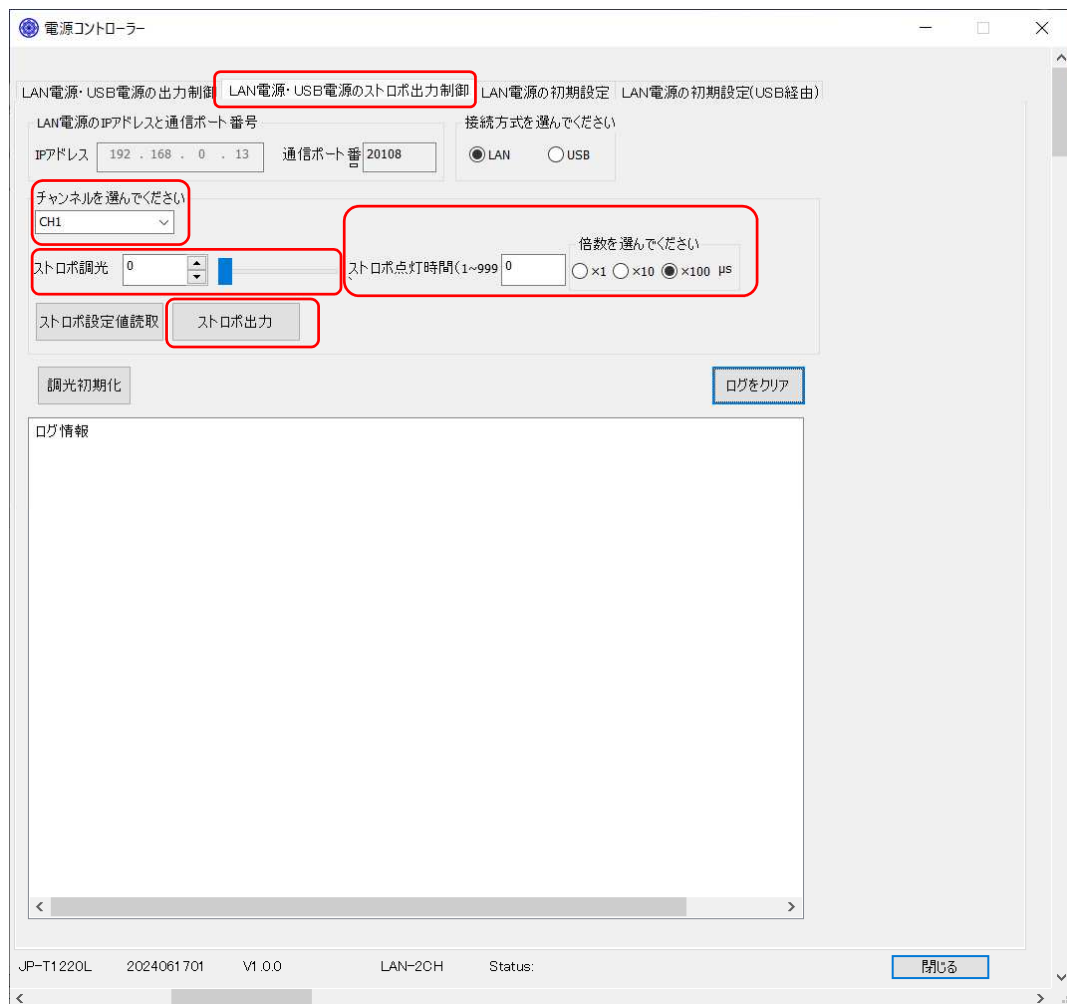 電源コントローラー
LAN電源・USB電源の出力制御 LAN電源・USB電源のストロボ出力制御 LAN電源の初期設定 LAN電源の初期設定(USB経由)
LAN電源のIPアドレスと通信ポート番号 接続方式を選んでください
IPアドレス 192 . 168 . 0 . 13 通信ポート番 20108 LAN USB
チャンネルを選んでください
CH1
倍数を選んでください
ストロボ調光 0 ストロボ点灯時間(1~999 0 ×1 ×10 ×100 μs
ストロボ設定値読取 ストロボ出力
調光初期化 ログをクリア
ログ情報
JP-T1220L 2024061701 V1.0.0 LAN-2CH Status: 閉じる